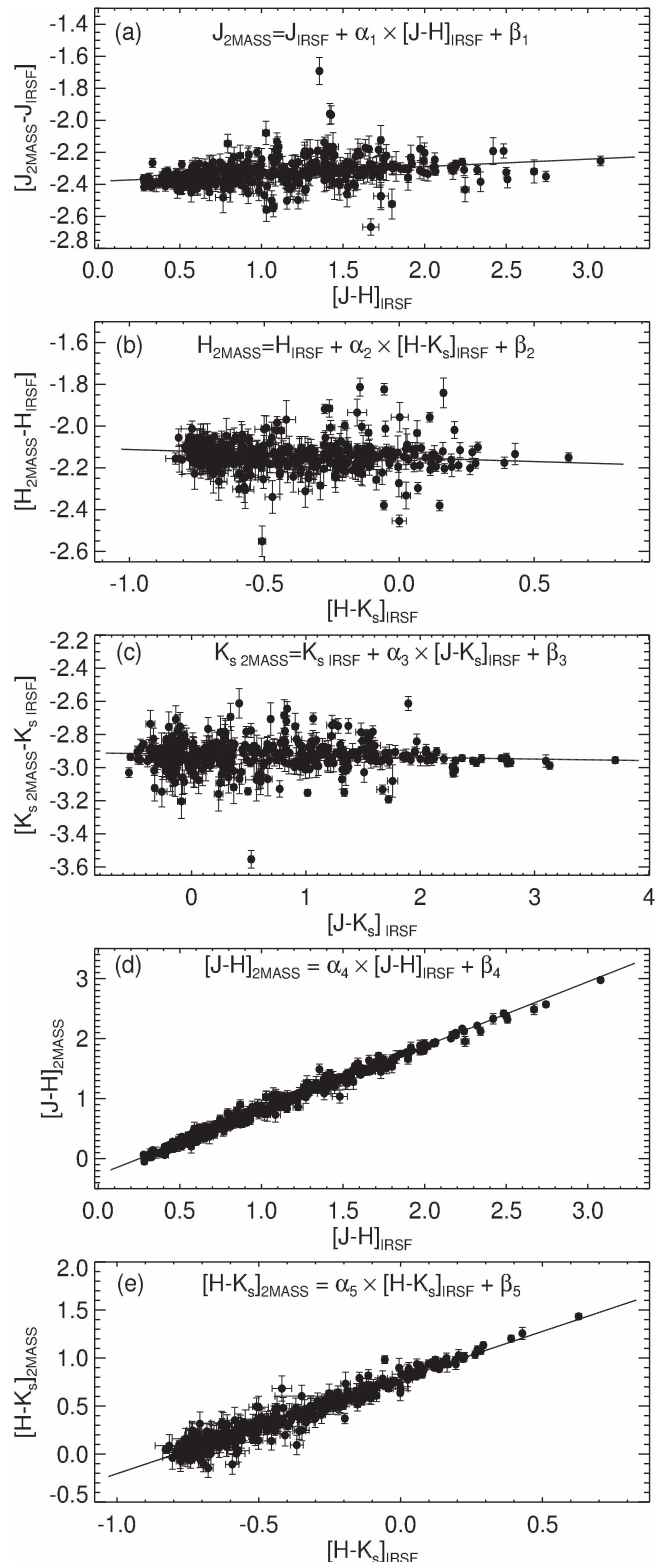 (a) J2MASS=JIRSF + α1 × [J-H]IRSF + β1
[J2MASS-JIRSF]
-1.4
-1.6
-1.8
-2.0
-2.2
-2.4
-2.6
-2.8
0.0 0.5 1.0 1.5 2.0 2.5 3.0
[J-H]IRSF
(b) H2MASS=HIRSF + α2 × [H-Ks]IRSF + β2
[H2MASS-HIRSF]
-1.6
-1.8
-2.0
-2.2
-2.4
-2.6
-1.0 -0.5 0.0 0.5
[H-Ks]IRSF
(c) Ks 2MASS=Ks IRSF + α3 × [J-Ks]IRSF + β3
[Ks 2MASS-Ks IRSF]
-2.2
-2.4
-2.6
-2.8
-3.0
-3.2
-3.4
-3.6
0 1 2 3 4
[J-Ks] IRSF
(d) [J-H]2MASS = α4 × [J-H]IRSF + β4
[J-H]2MASS
3
2
1
0
0.0 0.5 1.0 1.5 2.0 2.5 3.0
[J-H]IRSF
(e) [H-Ks]2MASS = α5 × [H-Ks]IRSF + β5
[H-Ks]2MASS
2.0
1.5
1.0
0.5
0.0
-0.5
-1.0 -0.5 0.0 0.5
[H-Ks]IRSF